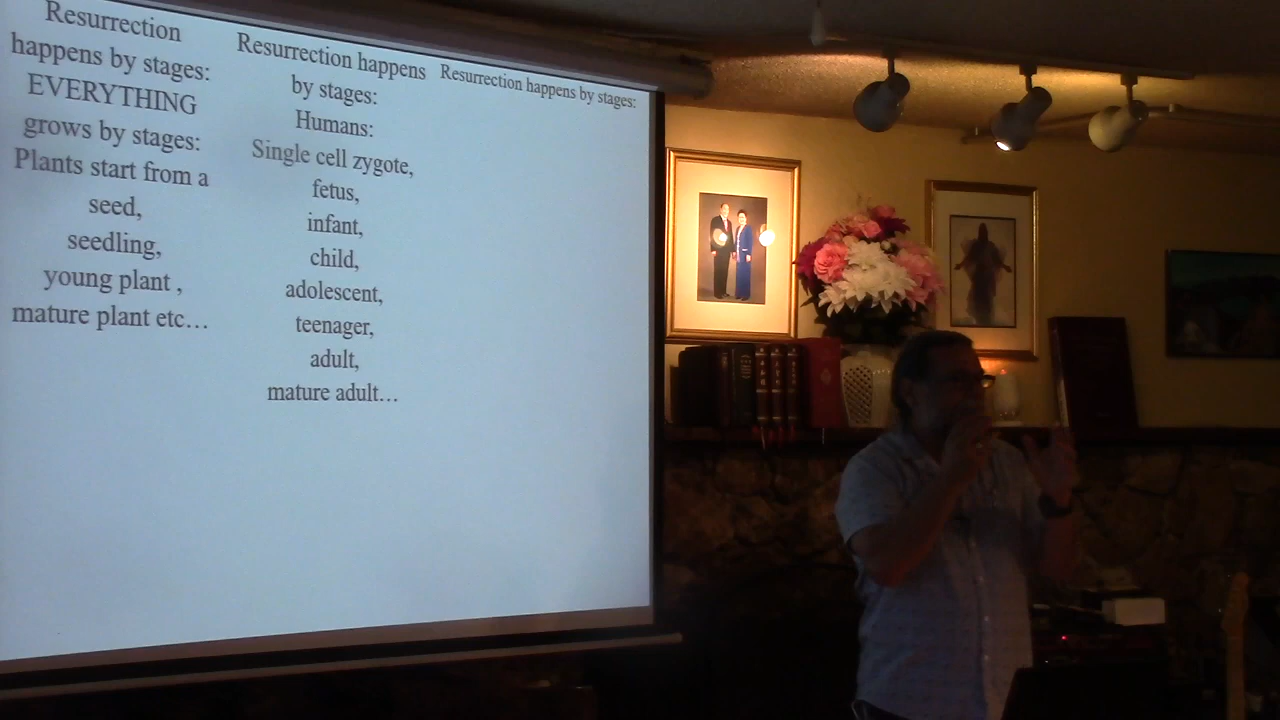 Resurrection
happens by stages:
EVERYTHING
grows by stages:
Plants start from a
seed,
seedling,
young plant ,
mature plant etc…
Resurrection happens
by stages:
Humans:
Single cell zygote,
fetus,
infant,
child,
adolescent,
teenager,
adult,
mature adult…
Resurrection happens by stages: